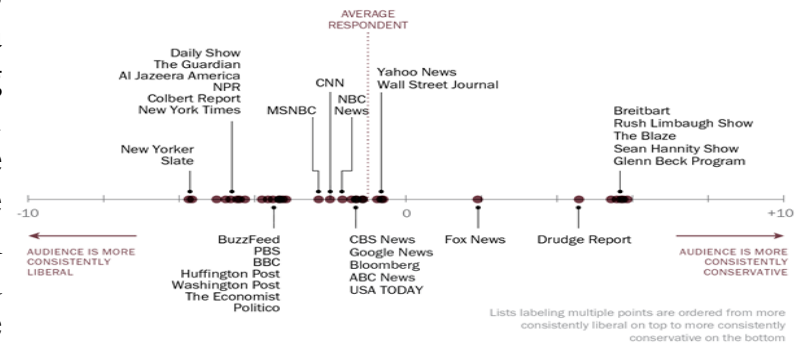 AVERAGE
RESPONDENT
Daily Show
The Guardian
Al Jazeera America
NPR
Colbert Report
New York Times
New Yorker
Slate
MSNBC
CNN
NBC
News
Yahoo News
Wall Street Journal
Breitbart
Rush Limbaugh Show
The Blaze
Sean Hannity Show
Glenn Beck Program
-10
0
+10
AUDIENCE IS MORE
CONSISTENTLY
LIBERAL
BuzzFeed
PBS
BBC
Huffington Post
Washington Post
The Economist
Politico
CBS News
Google News
Bloomberg
ABC News
USA TODAY
Fox News
Drudge Report
AUDIENCE IS MORE
CONSISTENTLY
CONSERVATIVE
Lists labeling multiple points are ordered from more
consistently liberal on top to more consistently
conservative on the bottom